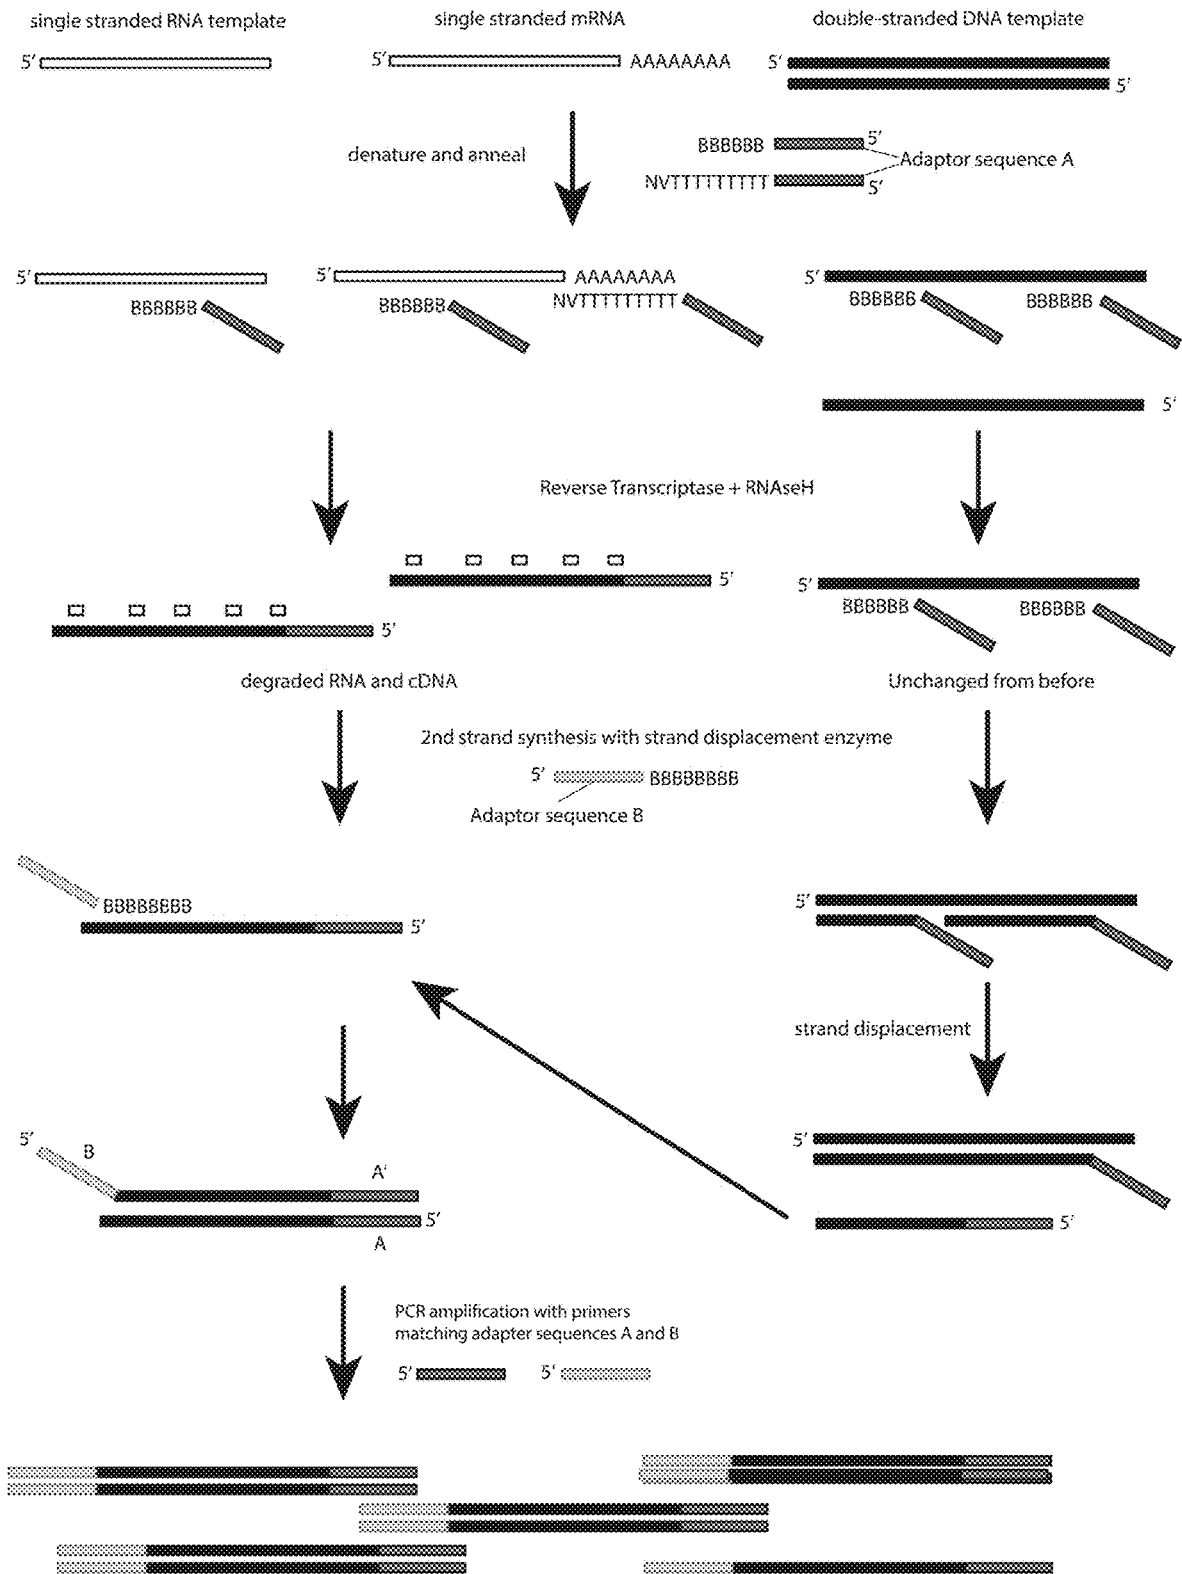 single stranded RNA template
single stranded mRNA
double-stranded DNA template
5'
5'
AAAAAAAA
5'
5'
denature and anneal
BBBBBB
5'
Adaptor sequence A
NVTTTTTTTTT
5'
5'
5'
AAAAAAAA
5'
BBBBBB
BBBBBB
NVTTTTTTTTT
BBBBBB
BBBBBB
5'
Reverse Transcriptase + RNAseH
5'
5'
5'
BBBBBB
BBBBBB
degraded RNA and cDNA
Unchanged from before
2nd strand synthesis with strand displacement enzyme
5'
BBBBBBBB
Adaptor sequence B
BBBBBBBB
5'
5'
strand displacement
5'
B
A'
5'
5'
A
5'
PCR amplification with primers
matching adapter sequences A and B
5'
5'